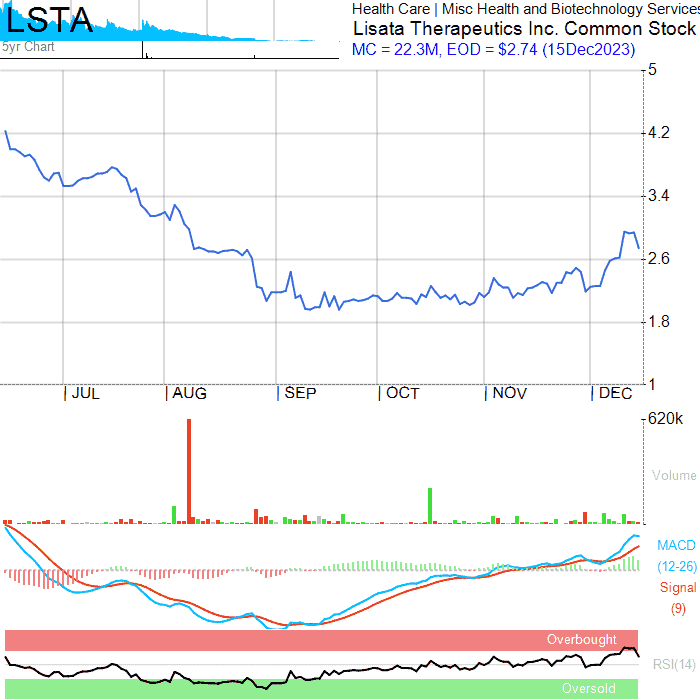 LSTA
5yr Chart
Health Care | Misc Health and Biotechnology Services
Lisata Therapeutics Inc. Common Stock
MC = 22.3M, EOD = $2.74 (15Dec2023)
5
4.2
3.4
2.6
1.8
1
| JUL | AUG | SEP | OCT | NOV | DEC
620k
Volume
MACD
(12-26)
Signal
(9)
Overbought
RSI(14)
Oversold